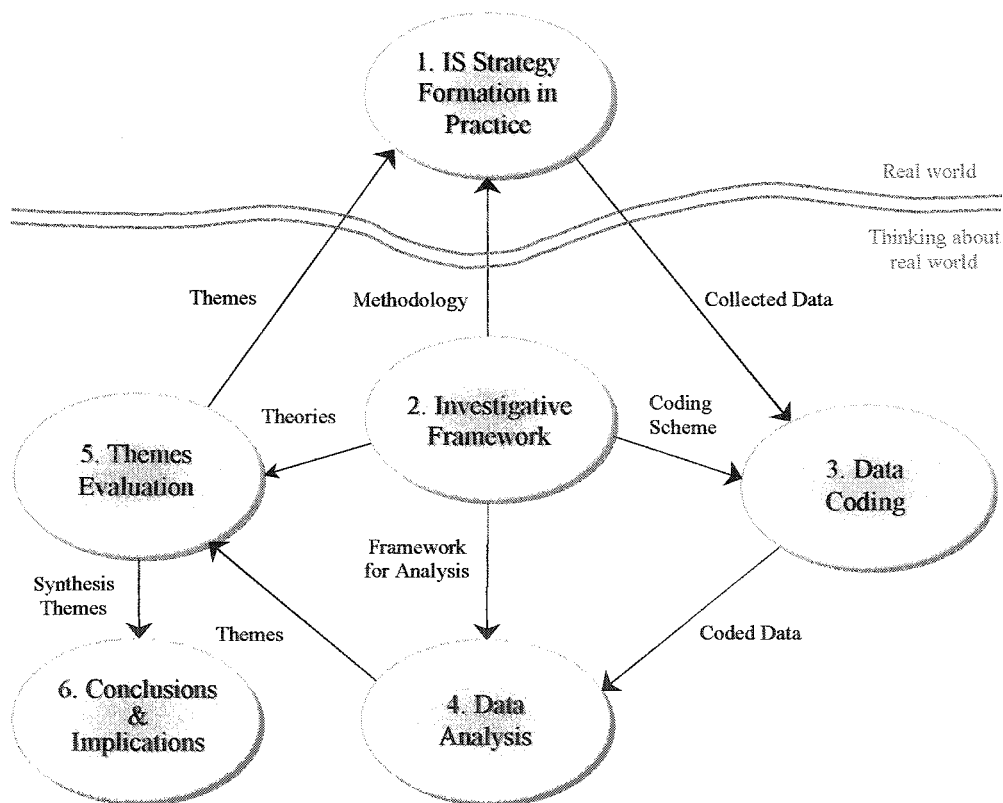 1. IS Strategy
Formation in
Practice
Real world
Thinking about
real world
Themes
Methodology
Collected Data
2. Investigative
Framework
Theories
Coding
Scheme
5. Themes
Evaluation
3. Data
Coding
Framework
for Analysis
Synthesis
Themes
Themes
Coded Data
6. Conclusions
&
Implications
4. Data
Analysis